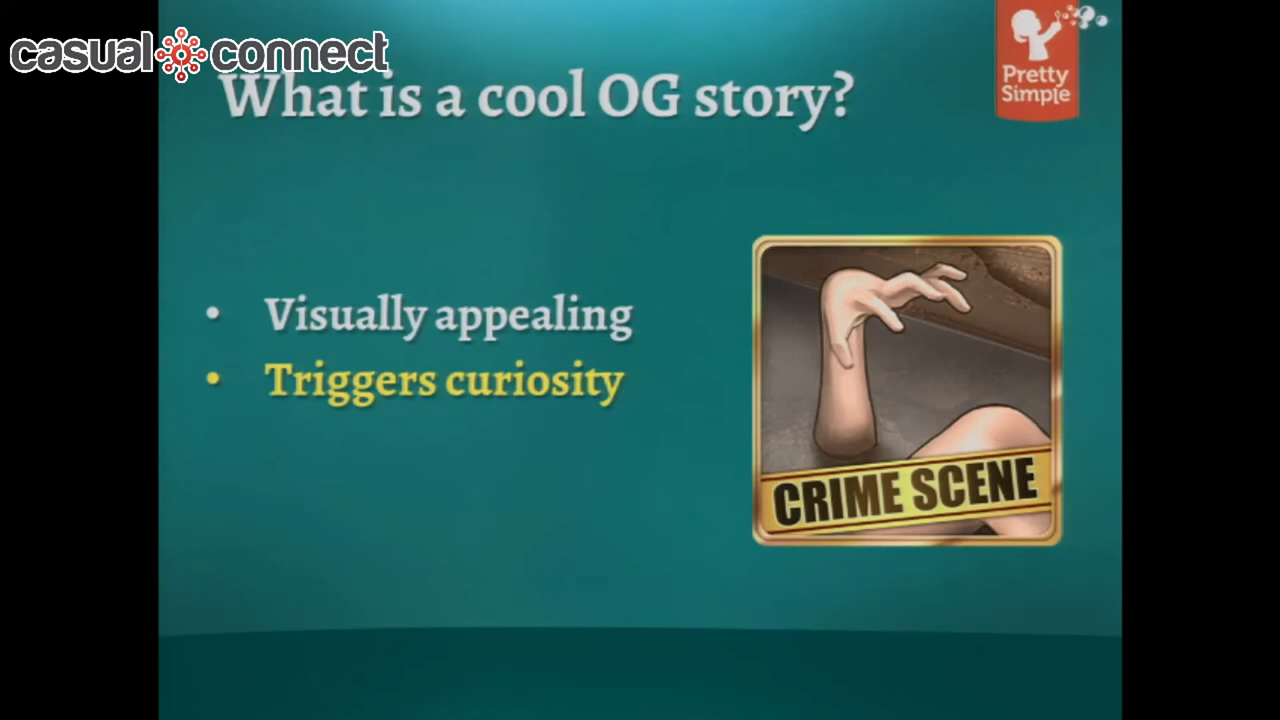 casual connect
Pretty
Simple
What is a cool OG story?
• Visually appealing
• Triggers curiosity
CRIME SCENE